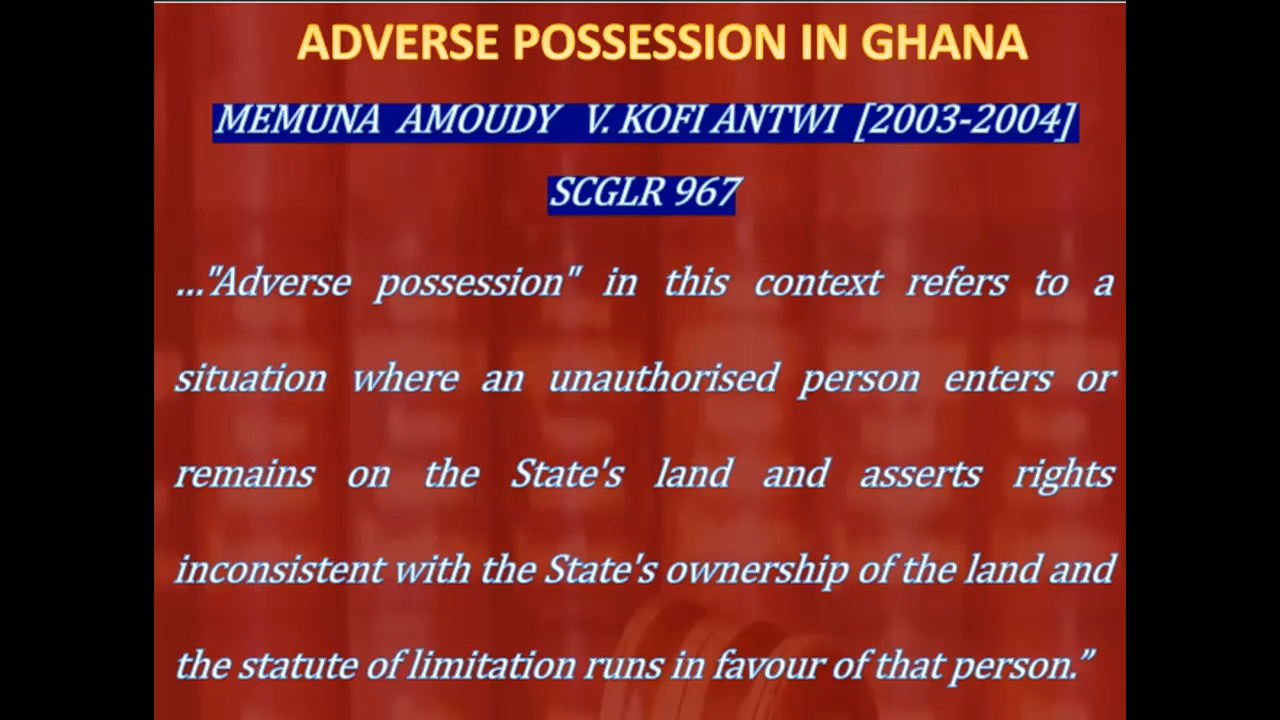 ADVERSE POSSESSION IN GHANA
MEMUNA AMOUDY V. KOFI ANTWI [2003-2004]
SCGLR 967
..."Adverse possession" in this context refers to a
situation where an unauthorised person enters or
remains on the State's land and asserts rights
inconsistent with the State's ownership of the land and
the statute of limitation runs in favour of that person.”